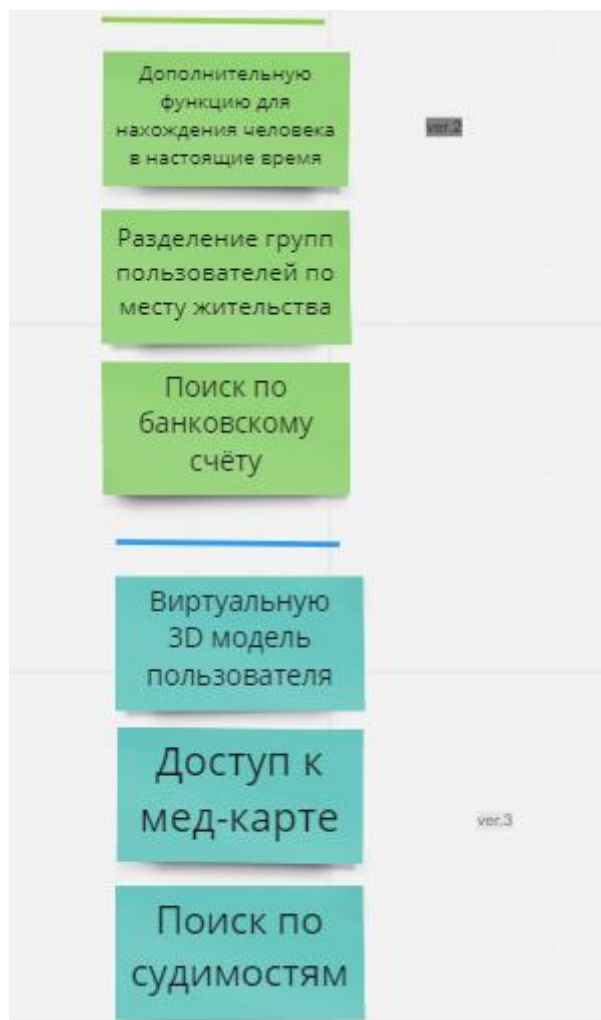 Дополнительную
функцию для
нахождения человека
в настоящие время
ver.2
Разделение групп
пользователей по
месту жительства
Поиск по
банковскому
счёту
Виртуальную
3D модель
пользователя
Доступ к
мед-карте
ver.3
Поиск по
судимостям